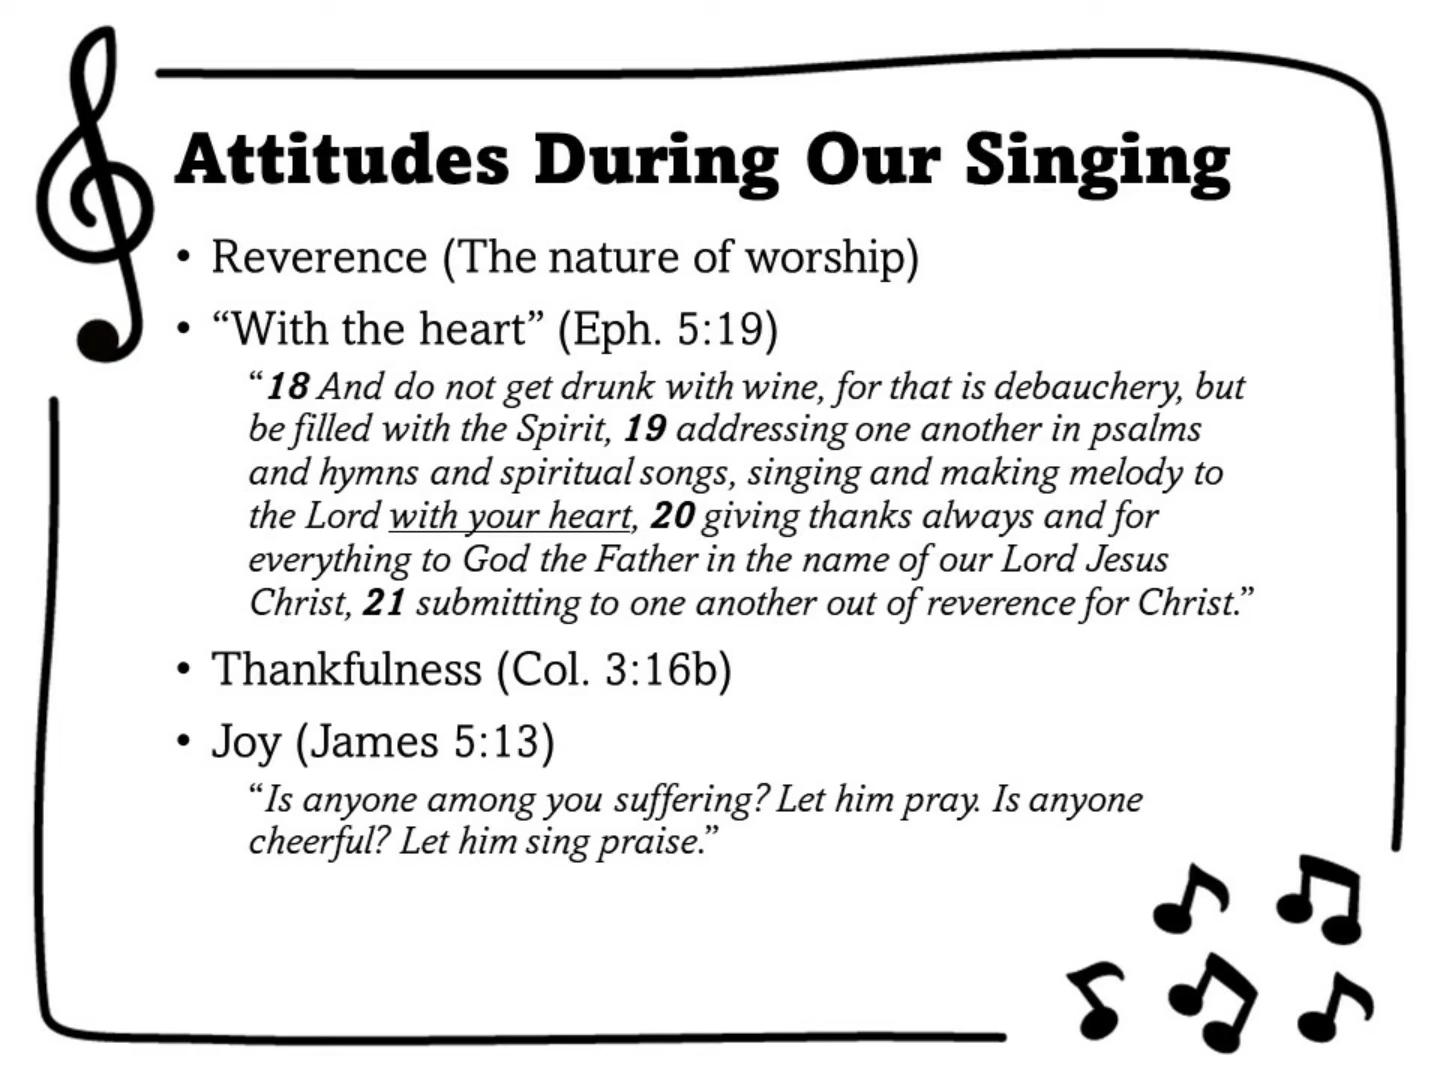 Attitudes During Our Singing
• Reverence (The nature of worship)
• “With the heart” (Eph. 5:19)
“18 And do not get drunk with wine, for that is debauchery, but
be filled with the Spirit, 19 addressing one another in psalms
and hymns and spiritual songs, singing and making melody to
the Lord with your heart, 20 giving thanks always and for
everything to God the Father in the name of our Lord Jesus
Christ, 21 submitting to one another out of reverence for Christ.”
• Thankfulness (Col. 3:16b)
• Joy (James 5:13)
“Is anyone among you suffering? Let him pray. Is anyone
cheerful? Let him sing praise.”